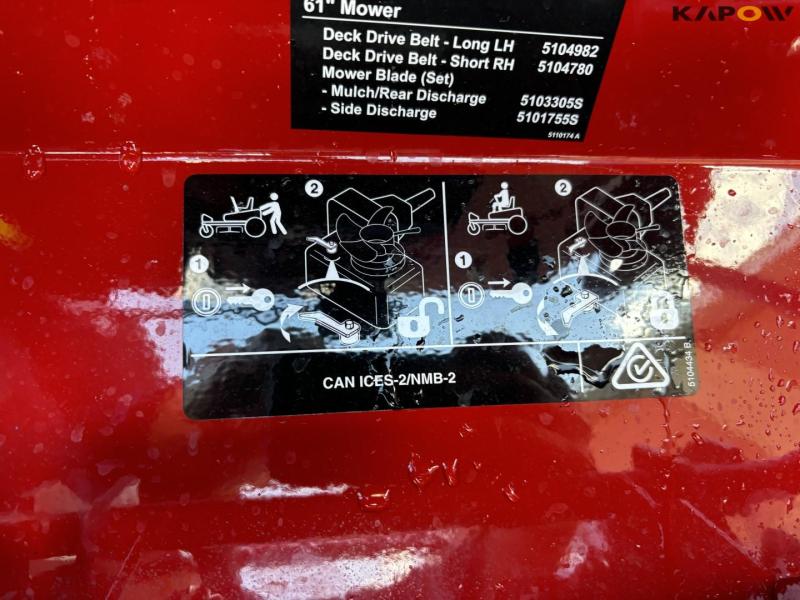 KAPOW
61" Mower
Deck Drive Belt - Long LH 5104982
Deck Drive Belt - Short RH 5104780
Mower Blade (Set)
- Mulch/Rear Discharge 5103305S
- Side Discharge 5101755S
5110174 A
2 2
1 1
CAN ICES-2/NMB-2
5104434 B